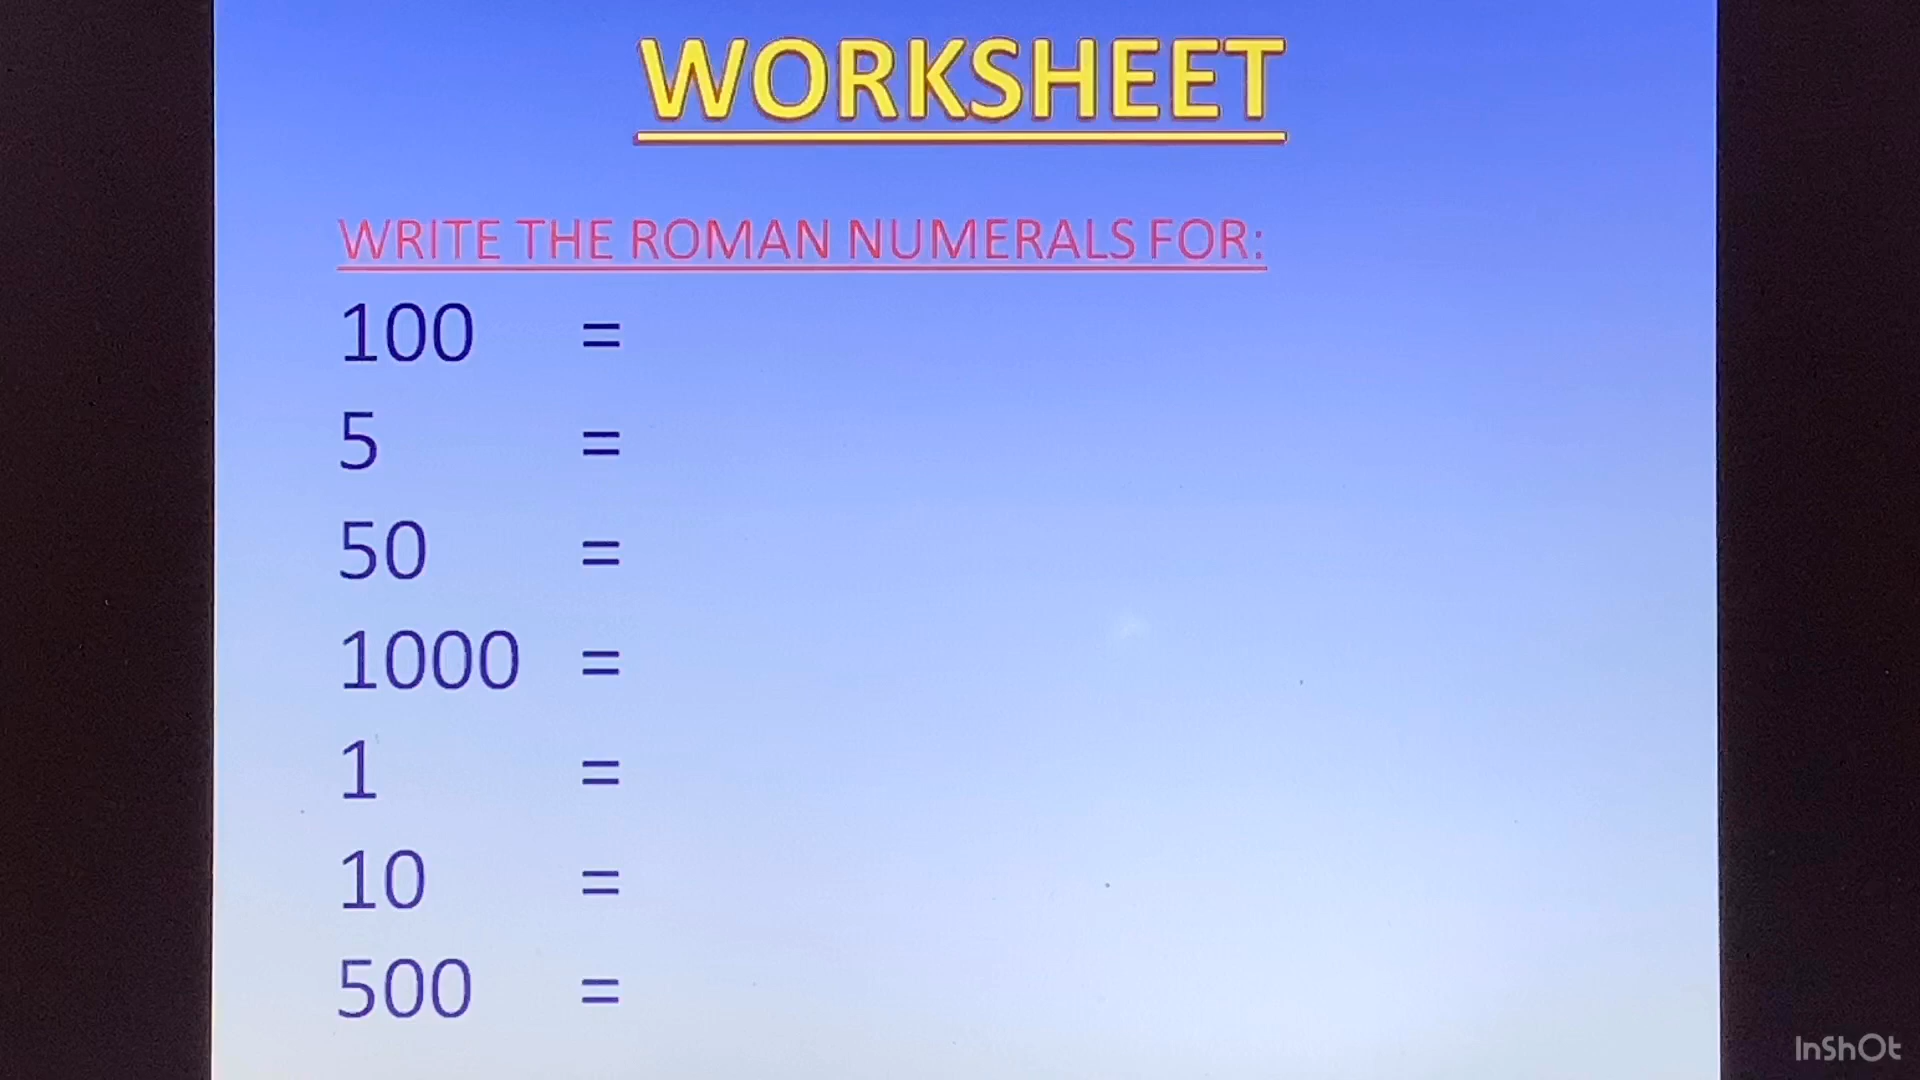 WORKSHEET
WRITE THE ROMAN NUMERALS FOR:
100 =
5 =
50 =
1000 =
1 =
10 =
500 =
InShOt